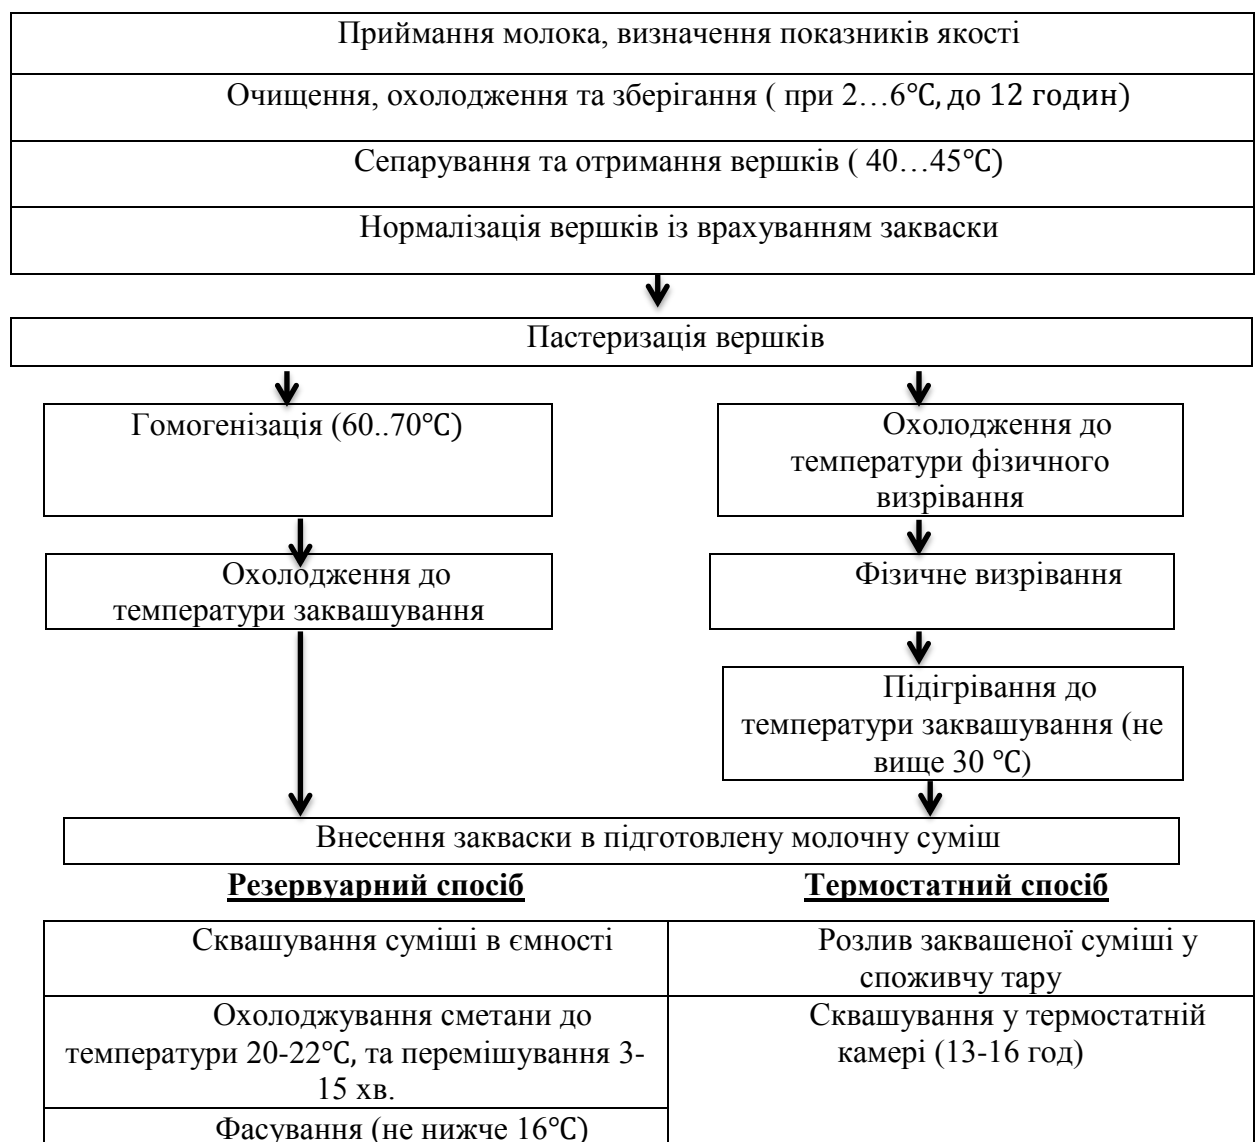 Приймання молока, визначення показників якості
Очищення, охолодження та зберігання ( при 2…6℃, до 12 годин)
Сепарування та отримання вершків ( 40…45℃)
Нормалізація вершків із врахуванням закваски
Пастеризація вершків
Гомогенізація (60..70℃)
Охолодження до
температури фізичного
визрівання
Охолодження до
температури заквашування
Фізичне визрівання
Підігрівання до
температури заквашування (не
вище 30 ℃)
Внесення закваски в підготовлену молочну суміш
Резервуарний спосіб
Термостатний спосіб
Сквашування суміші в ємності
Розлив заквашеної суміші у
споживчу тару
Охолоджування сметани до
температури 20-22℃, та перемішування 3-
15 хв.
Сквашування у термостатній
камері (13-16 год)
Фасування (не нижче 16℃)